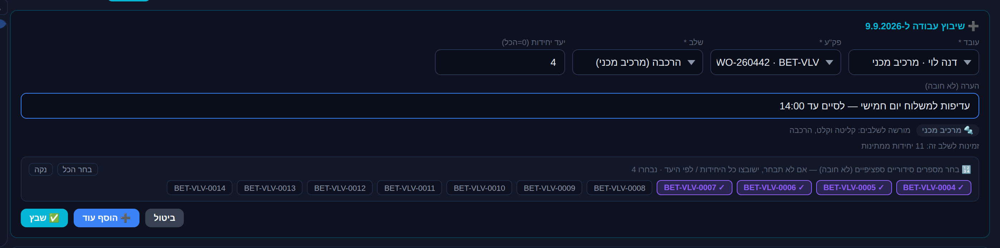 ➕ שיבוץ עבודה ל-9.9.2026
עובד *
פק"ע *
שלב *
יעד יחידות (0=הכל)
דנה לוי · מרכיב מכני
WO-260442 · BET-VLV
הרכבה (מרכיב מכני)
4
הערה (לא חובה)
עדיפות למשלוח יום חמישי — לסיים עד 14:00
🔩 מרכיב מכני מורשה לשלבים: קליטה וקלט, הרכבה
זמינות לשלב זה: 11 יחידות ממתינות
🔢 בחר מספרים סידוריים ספציפיים (לא חובה) — אם לא תבחר, ישובצו כל היחידות / לפי היעד · נבחרו 4
בחר הכל
נקה
BET-VLV-0004 ✓
BET-VLV-0005 ✓
BET-VLV-0006 ✓
BET-VLV-0007 ✓
BET-VLV-0008
BET-VLV-0009
BET-VLV-0010
BET-VLV-0011
BET-VLV-0012
BET-VLV-0013
BET-VLV-0014
ביטול
➕ הוסף עוד
✅ שבץ